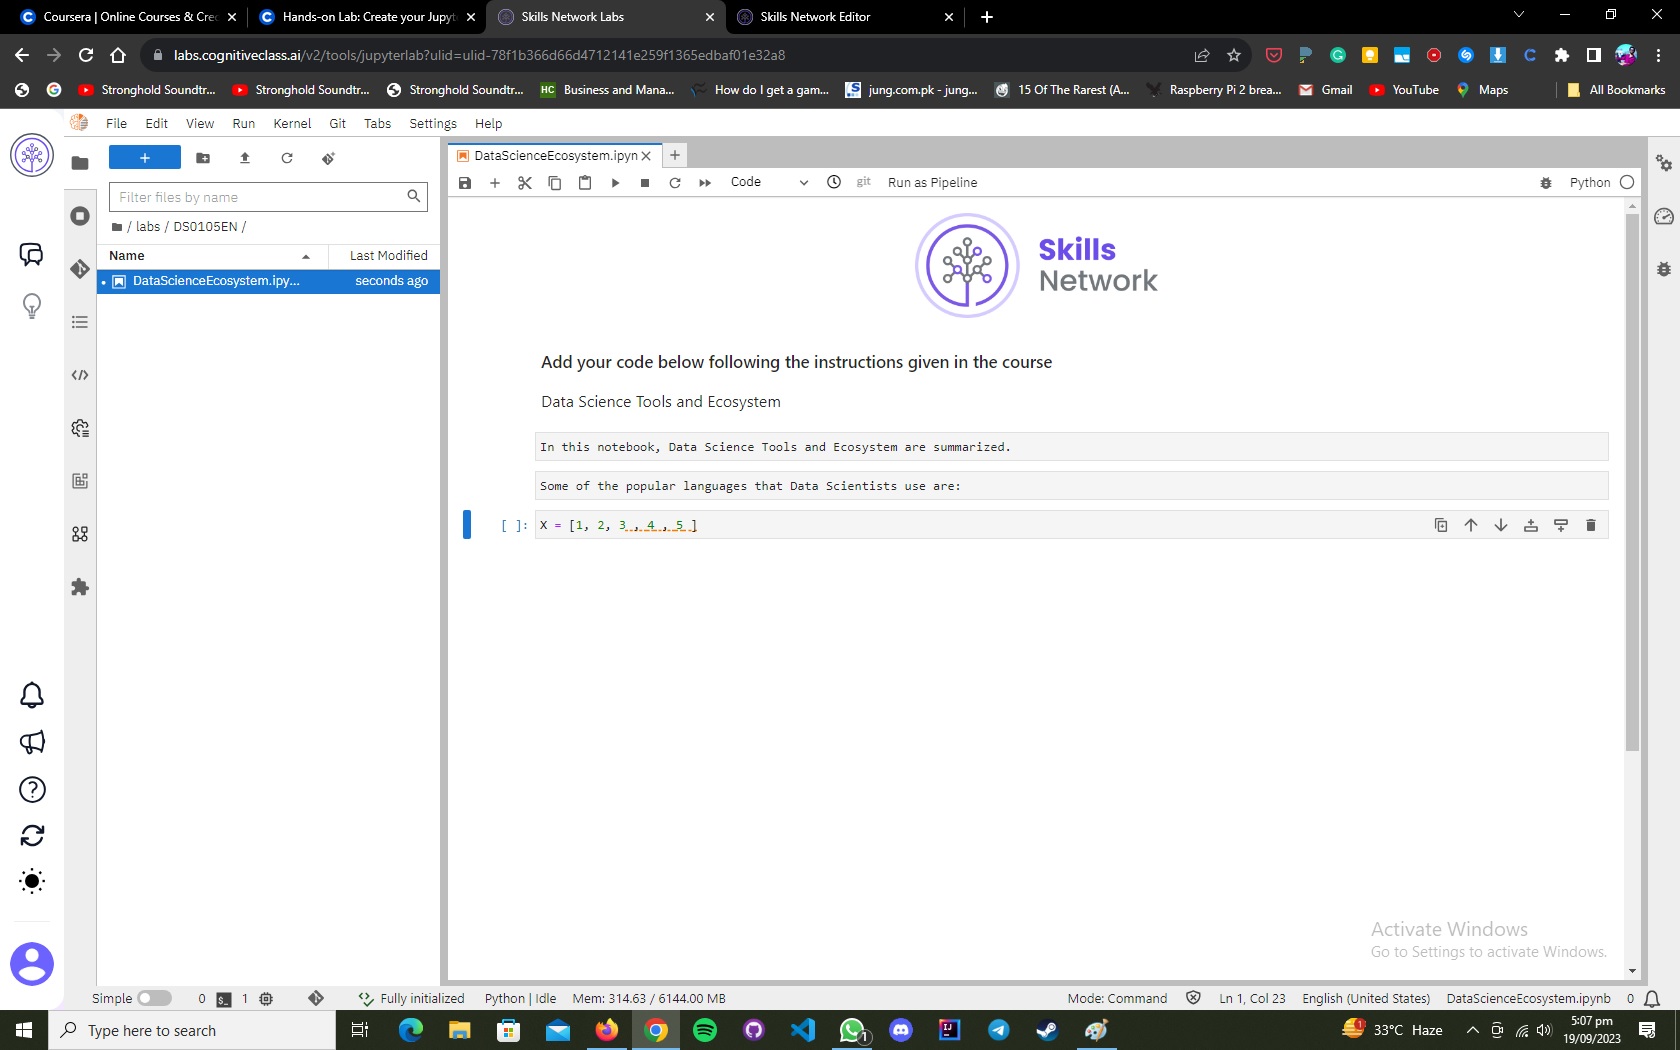 Coursera | Online Courses & Cre
Hands-on Lab: Create your Jupyt
Skills Network Labs
Skills Network Editor
labs.cognitiveclass.ai/v2/tools/jupyterlab?ulid=ulid-78f1b366d66d4712141e259f1365edbaf01e32a8
Stronghold Soundtr...
Stronghold Soundtr...
Stronghold Soundtr...
HC Business and Mana...
How do I get a gam...
jung.com.pk - jung...
15 Of The Rarest (A...
Raspberry Pi 2 brea...
Gmail
YouTube
Maps
All Bookmarks
File Edit View Run Kernel Git Tabs Settings Help
DataScienceEcosystem.ipyn
Code
git
Run as Pipeline
Python
Filter files by name
/ labs / DS0105EN /
Name
Last Modified
DataScienceEcosystem.ipy...
seconds ago
Skills
Network
Add your code below following the instructions given in the course
Data Science Tools and Ecosystem
In this notebook, Data Science Tools and Ecosystem are summarized.
Some of the popular languages that Data Scientists use are:
[ ]: X = [1, 2, 3 , 4 , 5 ]
Activate Windows
Go to Settings to activate Windows.
Simple
0
1
Fully initialized
Python | Idle
Mem: 314.63 / 6144.00 MB
Mode: Command
Ln 1, Col 23
English (United States)
DataScienceEcosystem.ipynb
0
Type here to search
1
33°C Haze
5:07 pm
19/09/2023